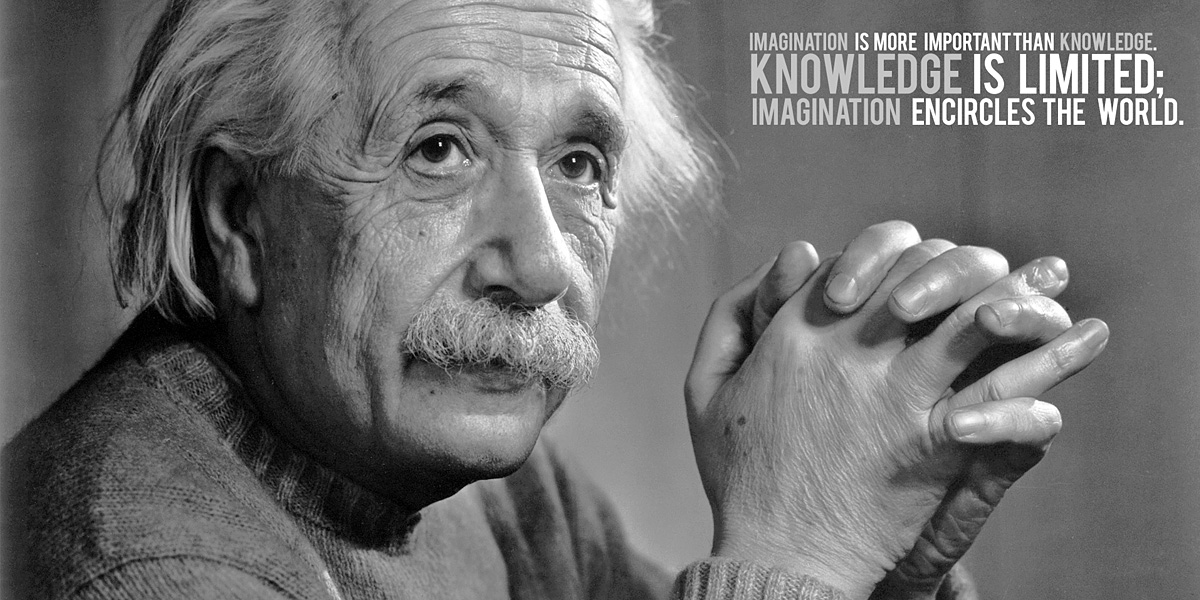 IMAGINATION IS MORE IMPORTANT THAN KNOWLEDGE.
KNOWLEDGE IS LIMITED;
IMAGINATION ENCIRCLES THE WORLD.